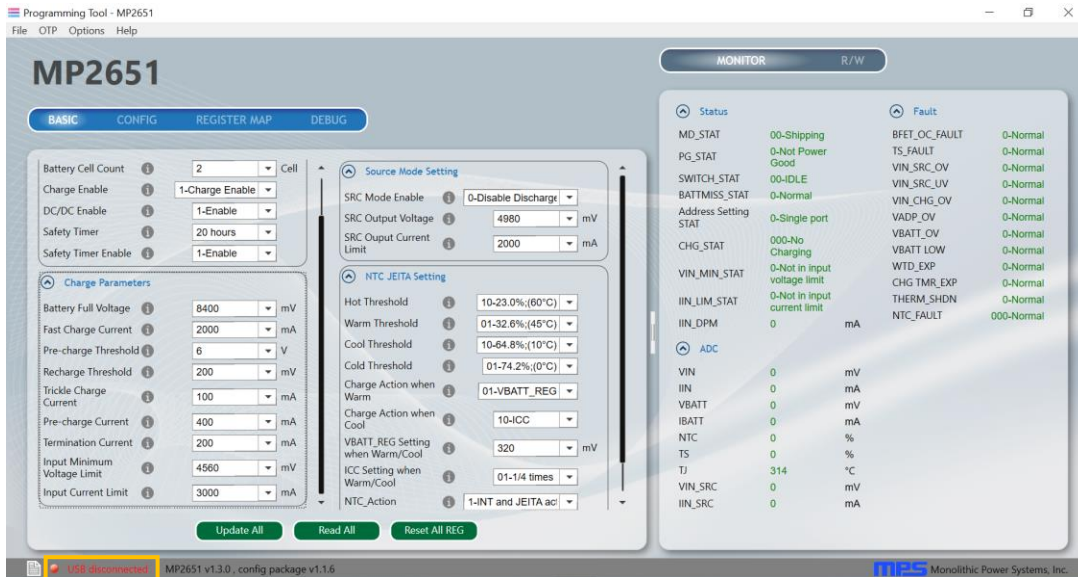 Programming Tool - MP2651
File OTP Options Help
MP2651
BASIC CONFIG REGISTER MAP DEBUG
Battery Cell Count 2 Cell
Charge Enable 1-Charge Enable
DC/DC Enable 1-Enable
Safety Timer 20 hours
Safety Timer Enable 1-Enable
Charge Parameters
Battery Full Voltage 8400 mV
Fast Charge Current 2000 mA
Pre-charge Threshold 6 V
Recharge Threshold 200 mV
Trickle Charge
Current 100 mA
Pre-charge Current 400 mA
Termination Current 200 mA
Input Minimum
Voltage Limit 4560 mV
Input Current Limit 3000 mA
Source Mode Setting
SRC Mode Enable 0-Disable Discharge
SRC Output Voltage 4980 mV
SRC Ouput Current
Limit 2000 mA
NTC JEITA Setting
Hot Threshold 10-23.0%;(60°C)
Warm Threshold 01-32.6%;(45°C)
Cool Threshold 10-64.8%;(10°C)
Cold Threshold 01-74.2%;(0°C)
Charge Action when
Warm 01-VBATT_REG
Charge Action when
Cool 10-ICC
VBATT_REG Setting
when Warm/Cool 320 mV
ICC Setting when
Warm/Cool 01-1/4 times
NTC_Action 1-INT and JEITA act
Update All Read All Reset All REG
MONITOR R/W
Status
MD_STAT 00-Shipping
PG_STAT 0-Not Power
Good
SWITCH_STAT 00-IDLE
BATTMISS_STAT 0-Normal
Address Setting
STAT 0-Single port
CHG_STAT 000-No
Charging
VIN_MIN_STAT 0-Not in input
voltage limit
IIN_LIM_STAT 0-Not in input
current limit
IIN_DPM 0 mA
ADC
VIN 0 mV
IIN 0 mA
VBATT 0 mV
IBATT 0 mA
NTC 0 %
TS 0 %
TJ 314 °C
VIN_SRC 0 mV
IIN_SRC 0 mA
Fault
BFET_OC_FAULT 0-Normal
TS_FAULT 0-Normal
VIN_SRC_OV 0-Normal
VIN_SRC_UV 0-Normal
VIN_CHG_OV 0-Normal
VADP_OV 0-Normal
VBATT_OV 0-Normal
VBATT LOW 0-Normal
WTD_EXP 0-Normal
CHG TMR_EXP 0-Normal
THERM_SHDN 0-Normal
NTC_FAULT 000-Normal
USB disconnected MP2651 v1.3.0 , config package v1.1.6
mps Monolithic Power Systems, Inc.